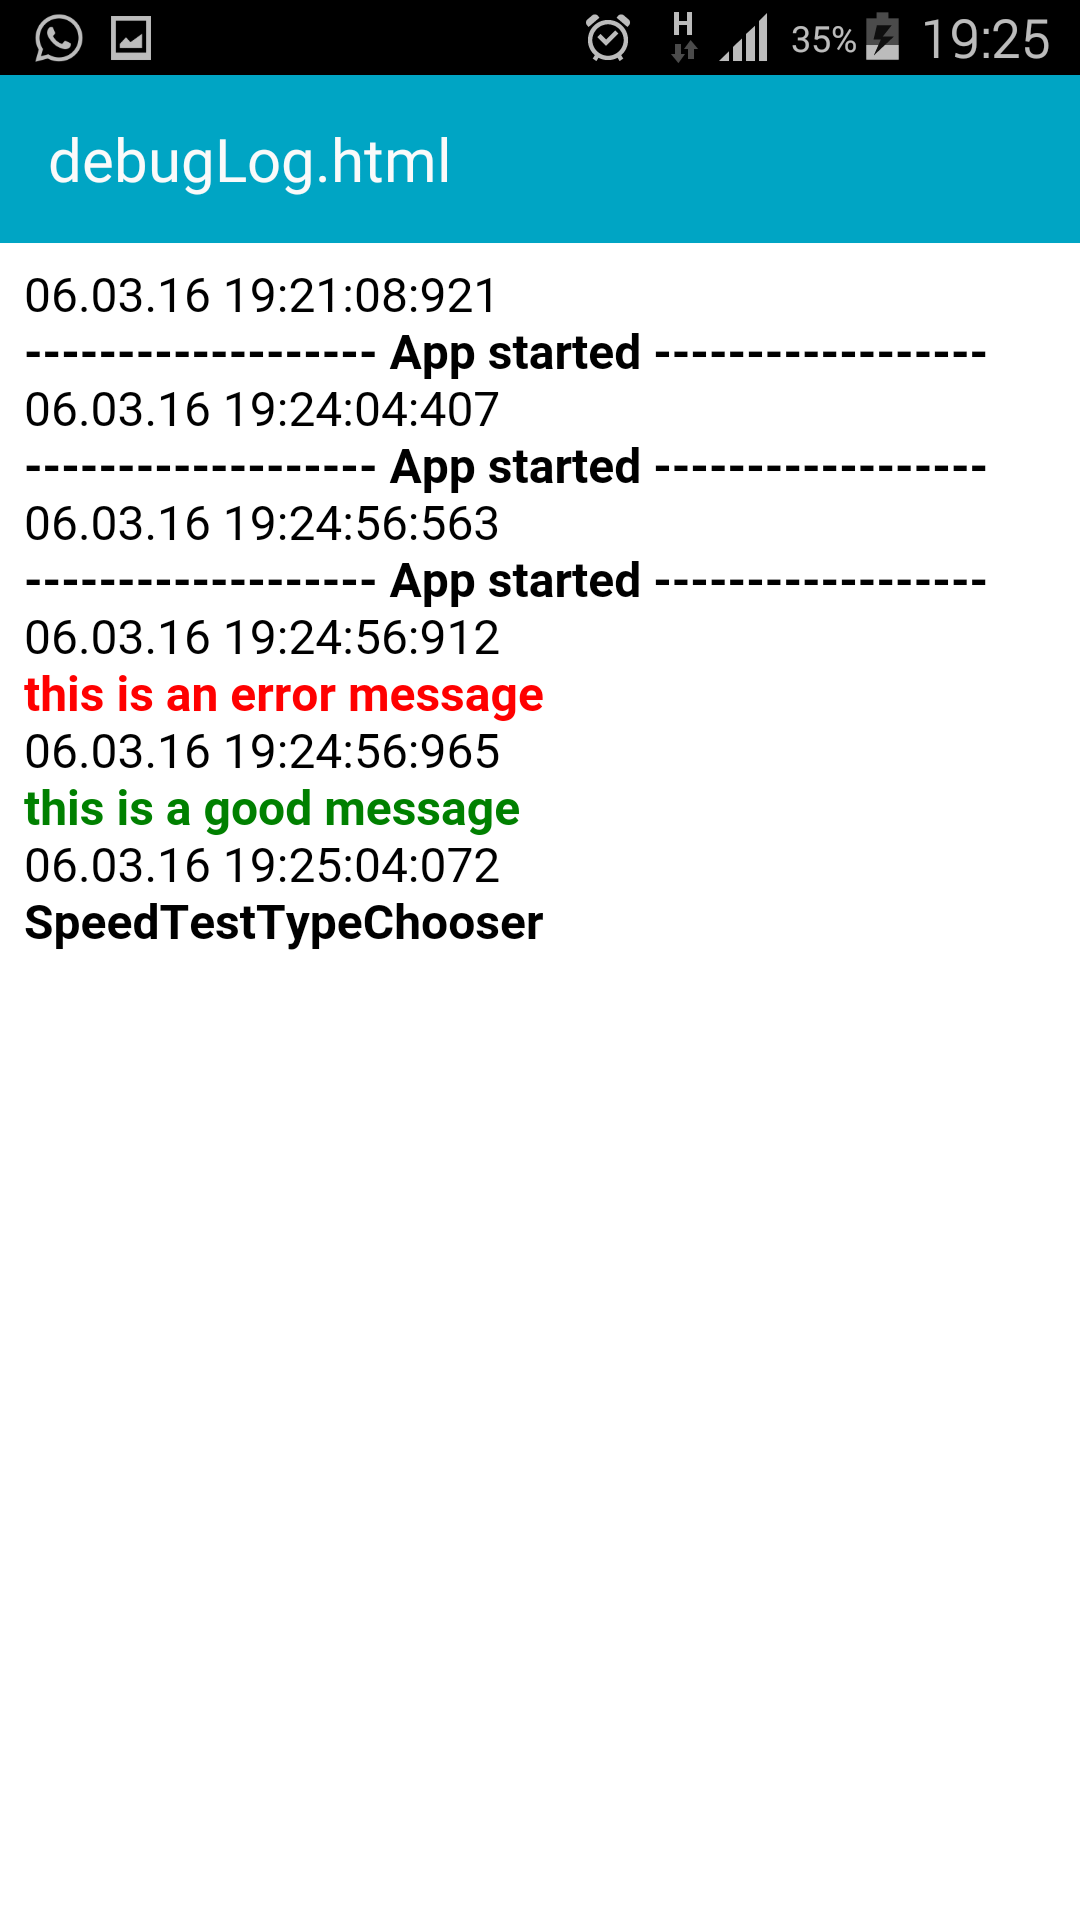 H 35% 19:25
debugLog.html
06.03.16 19:21:08:921
------------------- App started ------------------
06.03.16 19:24:04:407
------------------- App started ------------------
06.03.16 19:24:56:563
------------------- App started ------------------
06.03.16 19:24:56:912
this is an error message
06.03.16 19:24:56:965
this is a good message
06.03.16 19:25:04:072
SpeedTestTypeChooser